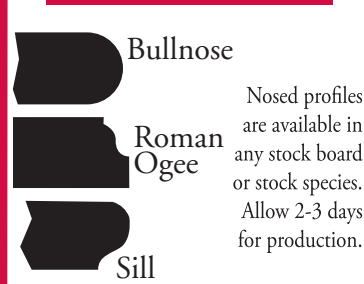 Bullnose
Roman
Ogee
Sill
Nosed profiles
are available in
any stock board
or stock species.
Allow 2-3 days
for production.